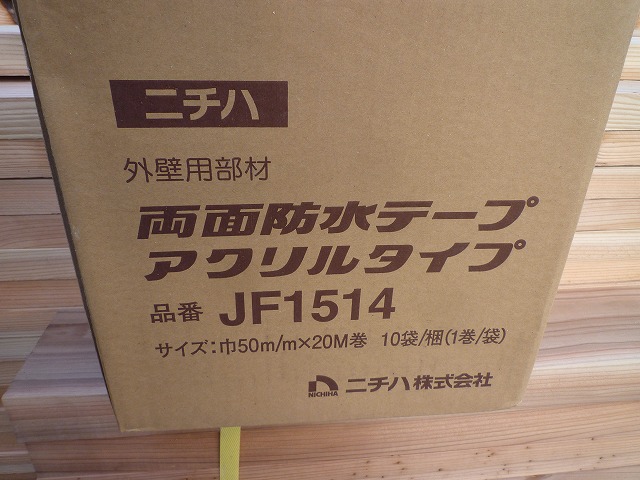 ニチハ
外壁用部材
両面防水テープ
アクリルタイプ
品番 JF1514
サイズ:巾50m/m×20M巻 10袋/梱(1巻/袋)
NICHIHA ニチハ株式会社